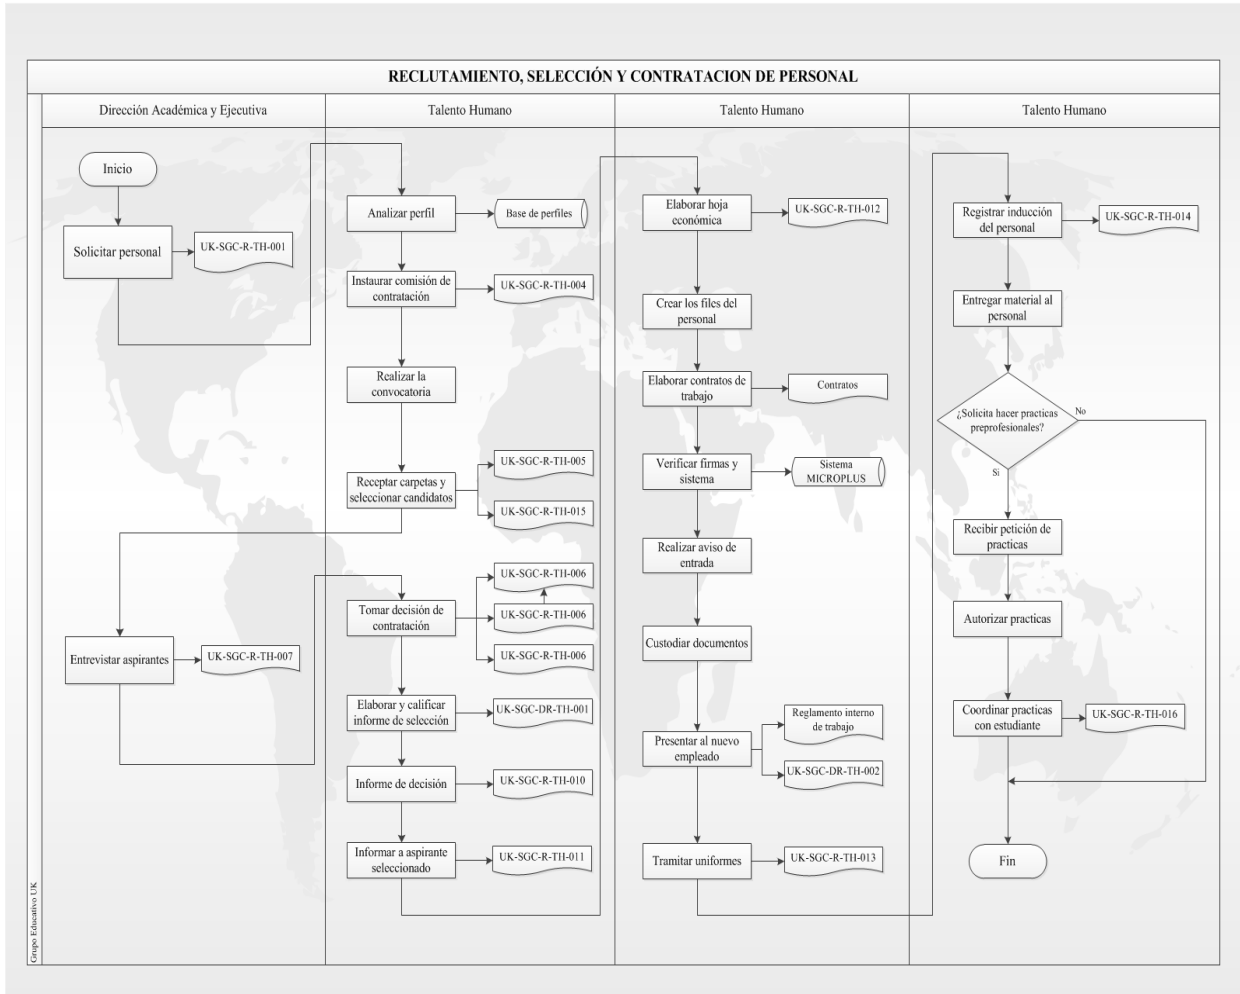 RECLUTAMIENTO, SELECCIÓN Y CONTRATACION DE PERSONAL
Dirección Académica y Ejecutiva
Talento Humano
Talento Humano
Talento Humano
Inicio
Solicitar personal
UK-SGC-R-TH-001
Entrevistar aspirantes
UK-SGC-R-TH-007
Analizar perfil
Base de perfiles
Instaurar comisión de
contratación
UK-SGC-R-TH-004
Realizar la
convocatoria
Receptar carpetas y
seleccionar candidatos
UK-SGC-R-TH-005
UK-SGC-R-TH-015
Tomar decisión de
contratación
UK-SGC-R-TH-006
UK-SGC-R-TH-006
UK-SGC-R-TH-006
Elaborar y calificar
informe de selección
UK-SGC-DR-TH-001
Informe de decisión
UK-SGC-R-TH-010
Informar a aspirante
seleccionado
UK-SGC-R-TH-011
Elaborar hoja
económica
UK-SGC-R-TH-012
Crear los files del
personal
Elaborar contratos de
trabajo
Contratos
Verificar firmas y
sistema
Sistema
MICROPLUS
Realizar aviso de
entrada
Custodiar documentos
Presentar al nuevo
empleado
Reglamento interno
de trabajo
UK-SGC-DR-TH-002
Tramitar uniformes
UK-SGC-R-TH-013
Registrar inducción
del personal
UK-SGC-R-TH-014
Entregar material al
personal
¿Solicita hacer practicas
preprofesionales?
No
Si
Recibir petición de
practicas
Autorizar practicas
Coordinar practicas
con estudiante
UK-SGC-R-TH-016
Fin
Grupo Educativo UK